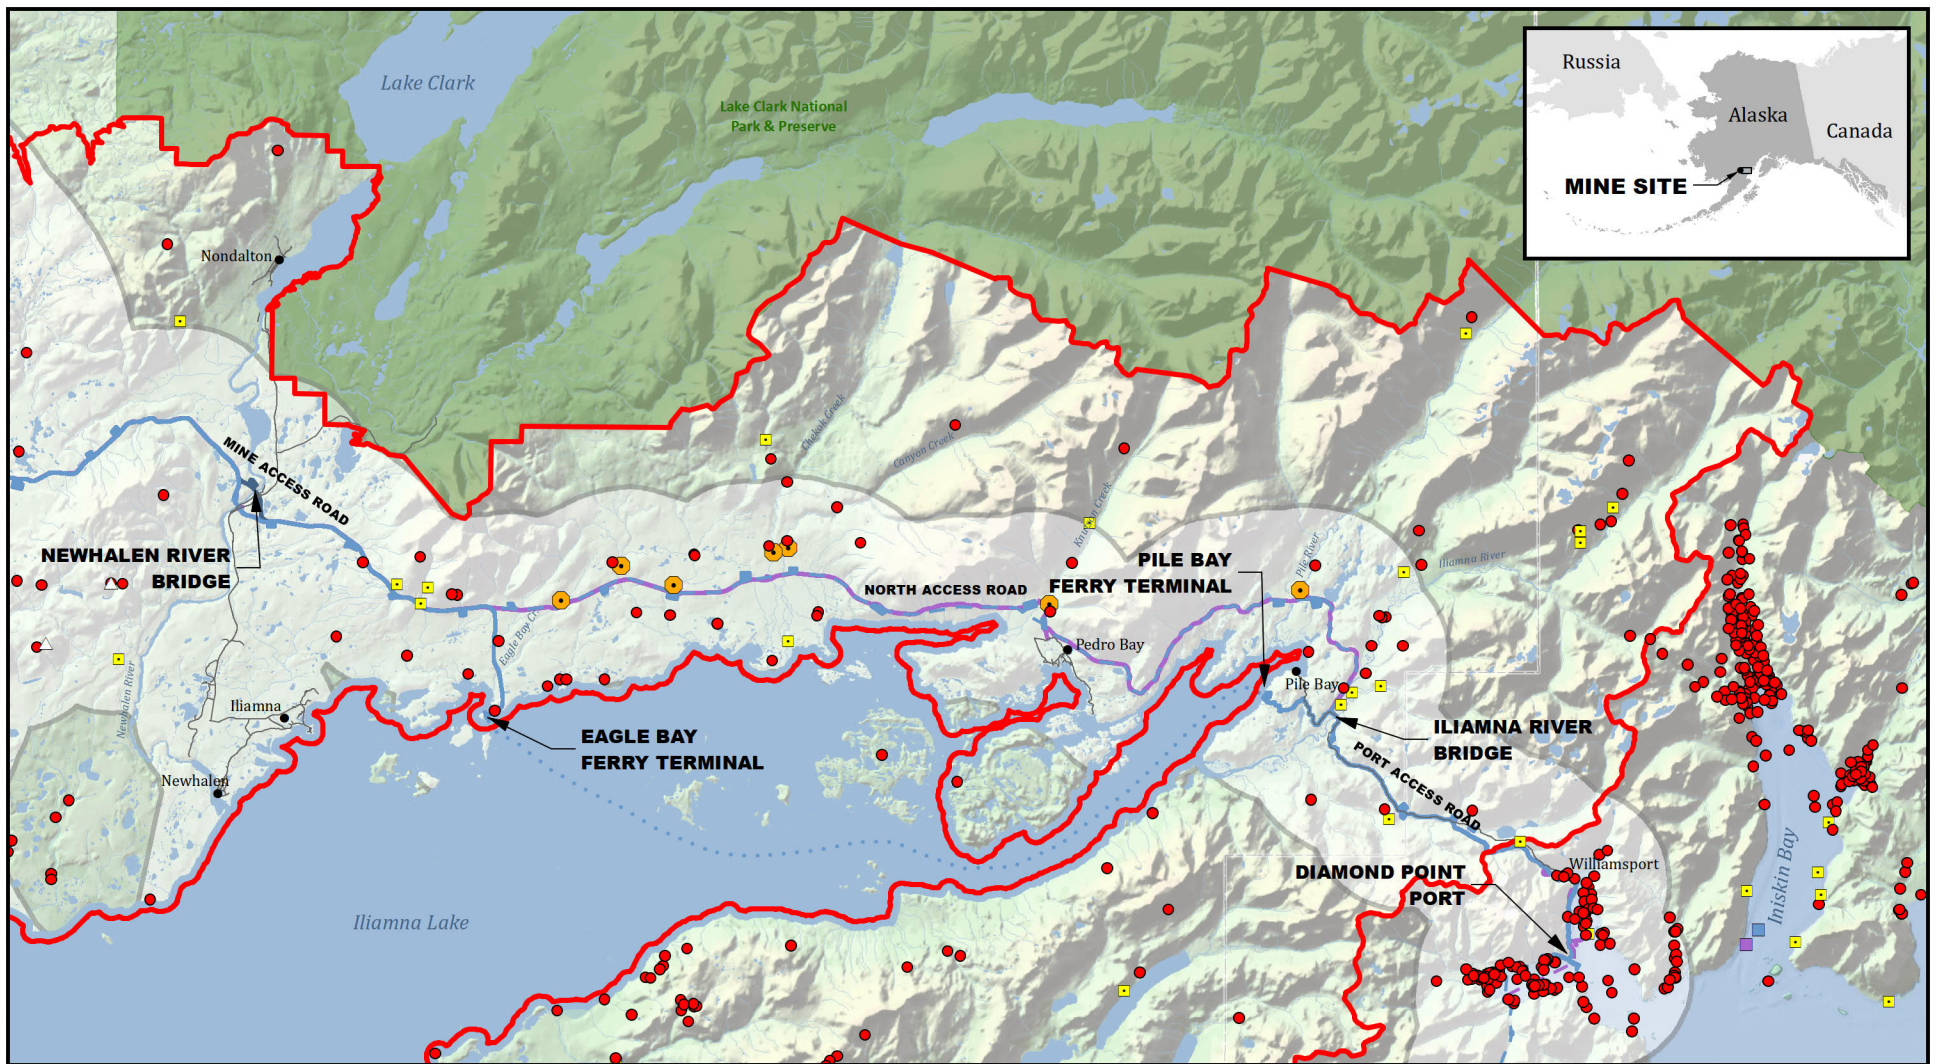 Lake Clark
Lake Clark National
Park & Preserve
Russia
Alaska
Canada
MINE SITE
Nondalton
MINE ACCESS ROAD
Chekok Creek
Canyon Creek
NEWHALEN RIVER
BRIDGE
Pile River
Iliamna River
PILE BAY
FERRY TERMINAL
NORTH ACCESS ROAD
Eagle Bay
Pedro Bay
Pile Bay
Newhalen River
Iliamna
EAGLE BAY
FERRY TERMINAL
ILIAMNA RIVER
BRIDGE
PORT ACCESS ROAD
Newhalen
Williamsport
DIAMOND POINT
PORT
Iniskin Bay
Iliamna Lake